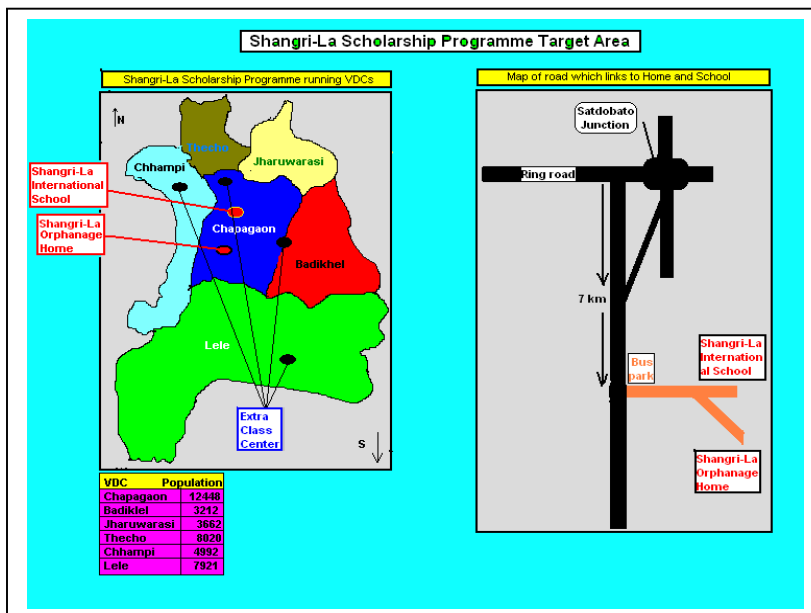 Shangri-La Scholarship Programme Target Area
Shangri-La Scholarship Programme running VDCs
N
Thecho
Jharuwarasi
Chhampi
Shangri-La
International
School
Shangri-La
Orphanage
Home
Chapagaon
Badikhel
Lele
Extra
Class
Center
S
VDC Population
Chapagaon 12448
Badiklel 3212
Jharuwarasi 3662
Thecho 8020
Chhampi 4992
Lele 7921
Map of road which links to Home and School
Satdobato
Junction
Ring road
7 km
Bus
park
Shangri-La
Internation
al School
Shangri-La
Orphanage
Home